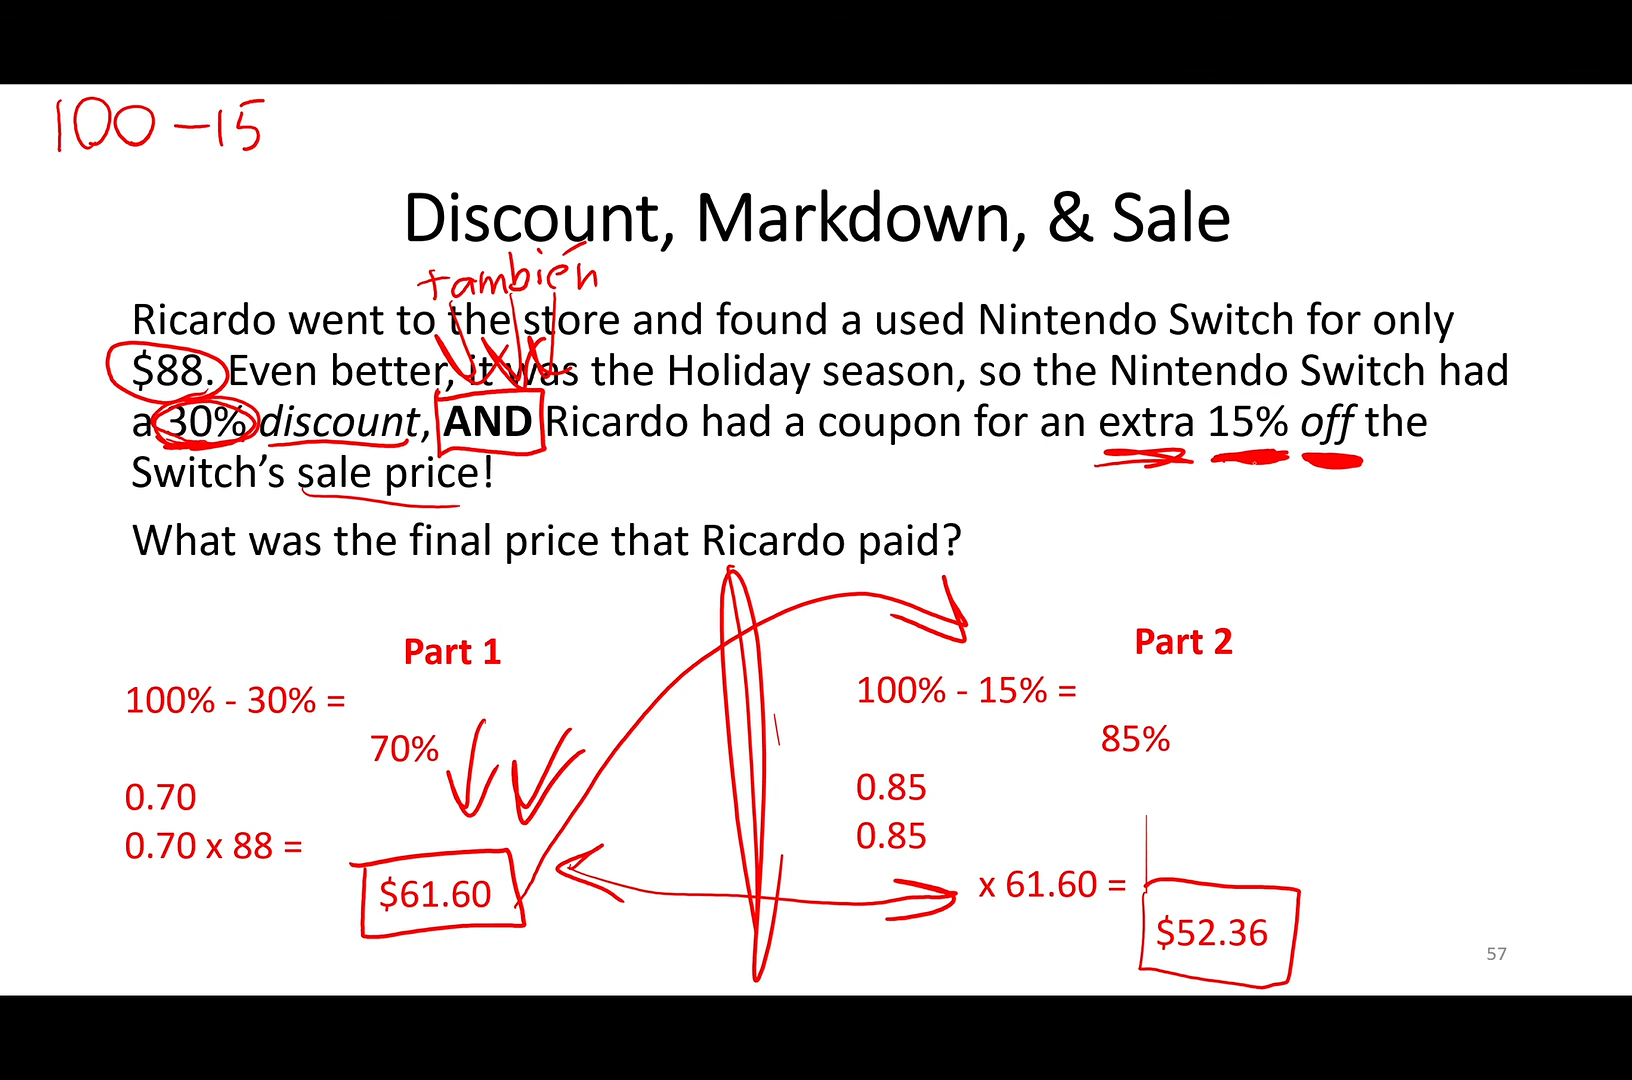 100 - 15
Discount, Markdown, & Sale
también
Ricardo went to the store and found a used Nintendo Switch for only
$88. Even better, it was the Holiday season, so the Nintendo Switch had
a 30% discount, AND Ricardo had a coupon for an extra 15% off the
Switch’s sale price!
What was the final price that Ricardo paid?
Part 1
100% - 30% =
70%
0.70
0.70 x 88 =
$61.60
Part 2
100% - 15% =
85%
0.85
0.85
x 61.60 =
$52.36
57